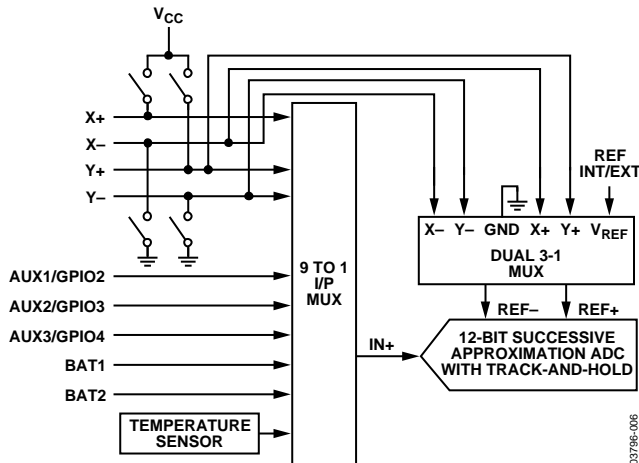 VCC
X+
X–
Y+
Y–
REF
INT/EXT
X– Y– GND X+ Y+ VREF
DUAL 3-1
MUX
AUX1/GPIO2
AUX2/GPIO3
AUX3/GPIO4
BAT1
BAT2
9 TO 1
I/P
MUX
REF– REF+
IN+
12-BIT SUCCESSIVE
APPROXIMATION ADC
WITH TRACK-AND-HOLD
TEMPERATURE
SENSOR
03796-006